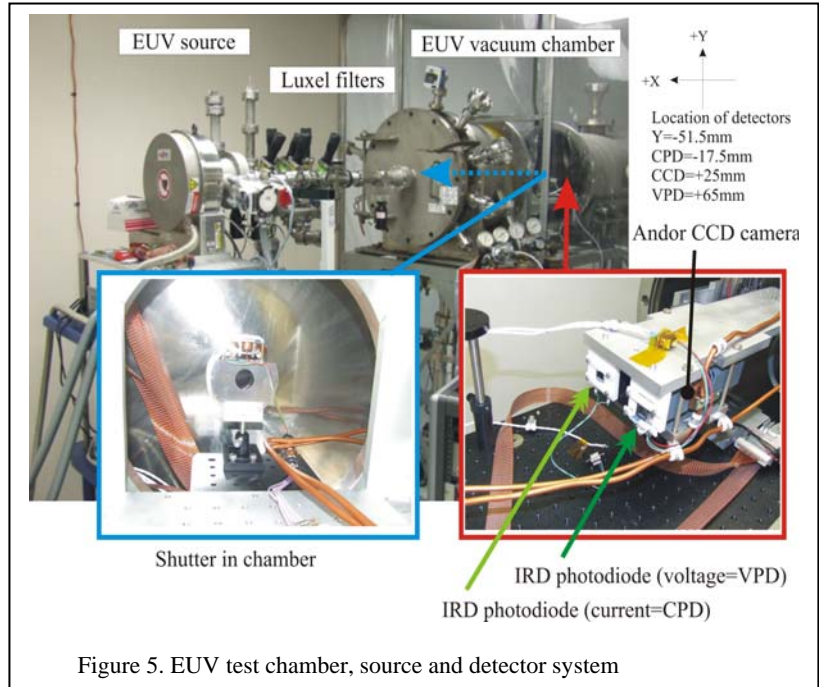 EUV source
EUV vacuum chamber
Luxel filters
+Y
+X
Location of detectors
Y=-51.5mm
CPD=-17.5mm
CCD=+25mm
VPD=+65mm
Andor CCD camera
Shutter in chamber
IRD photodiode (voltage=VPD)
IRD photodiode (current=CPD)
Figure 5. EUV test chamber, source and detector system